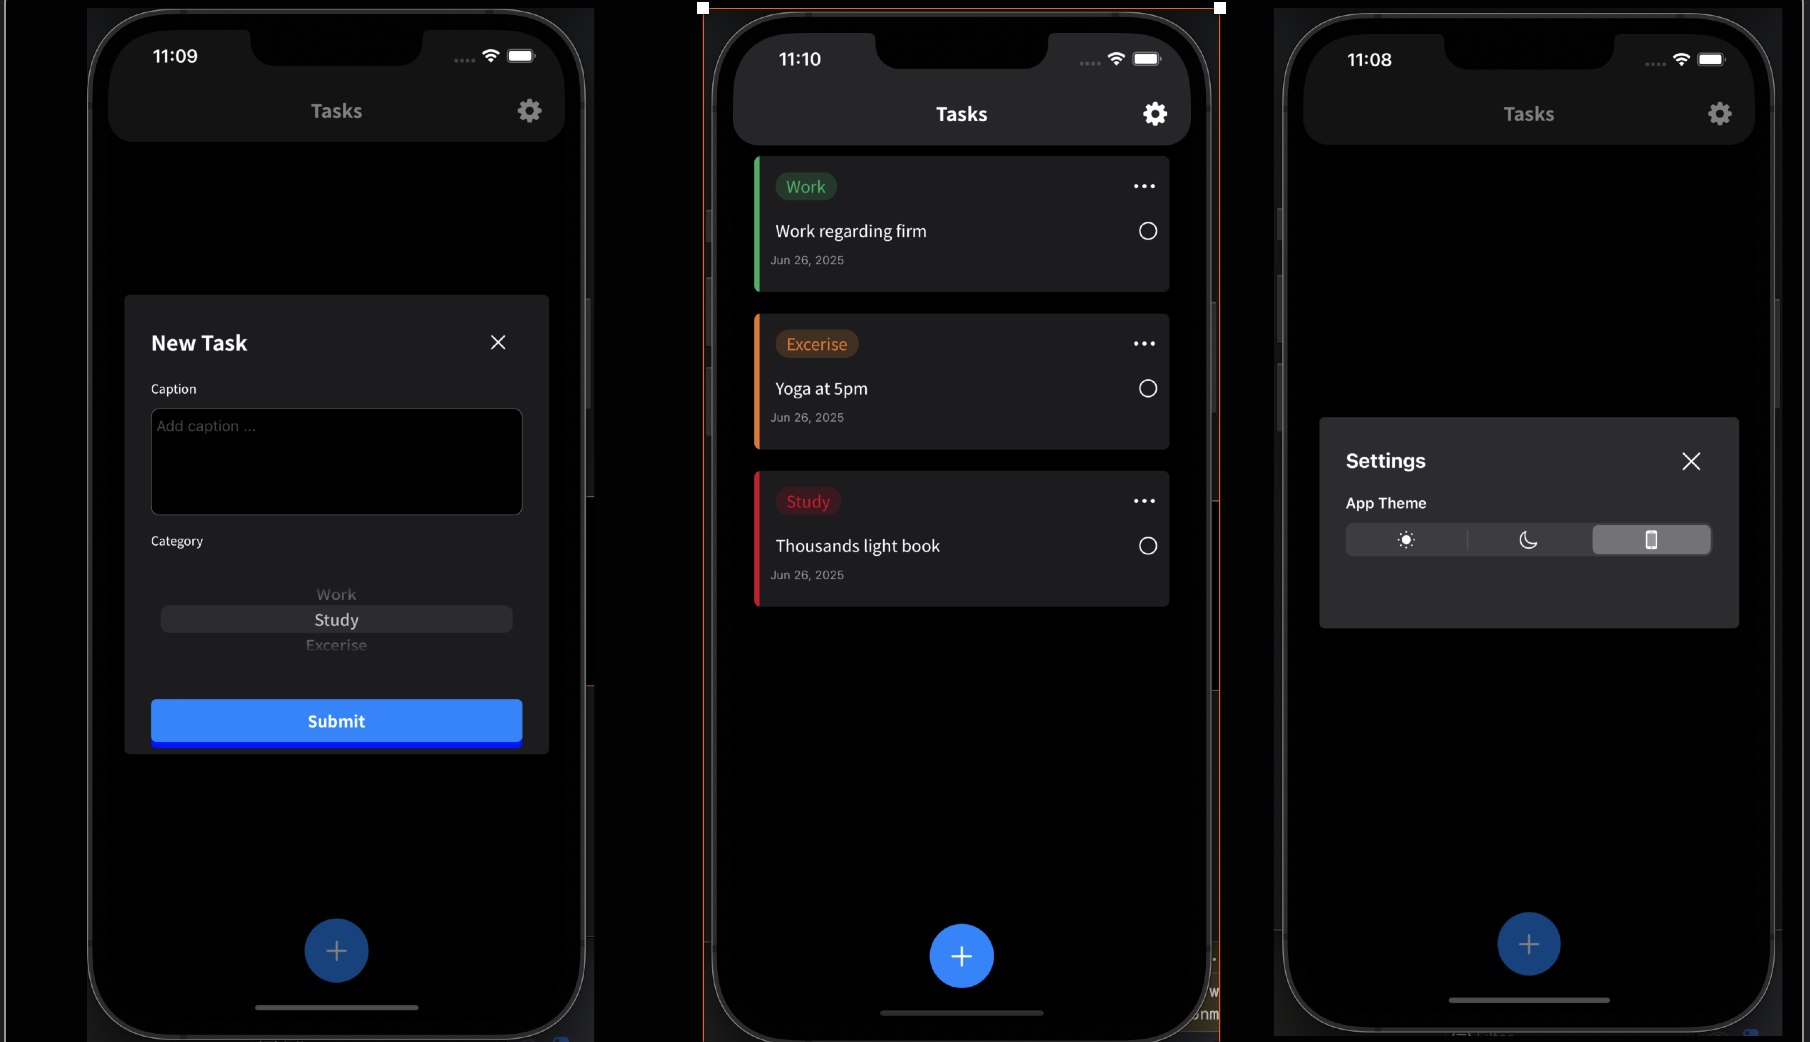 11:09
Tasks
New Task
Caption
Add caption ...
Category
Work
Study
Excerise
Submit
11:10
Tasks
Work
Work regarding firm
Jun 26, 2025
Excerise
Yoga at 5pm
Jun 26, 2025
Study
Thousands light book
Jun 26, 2025
11:08
Tasks
Settings
App Theme